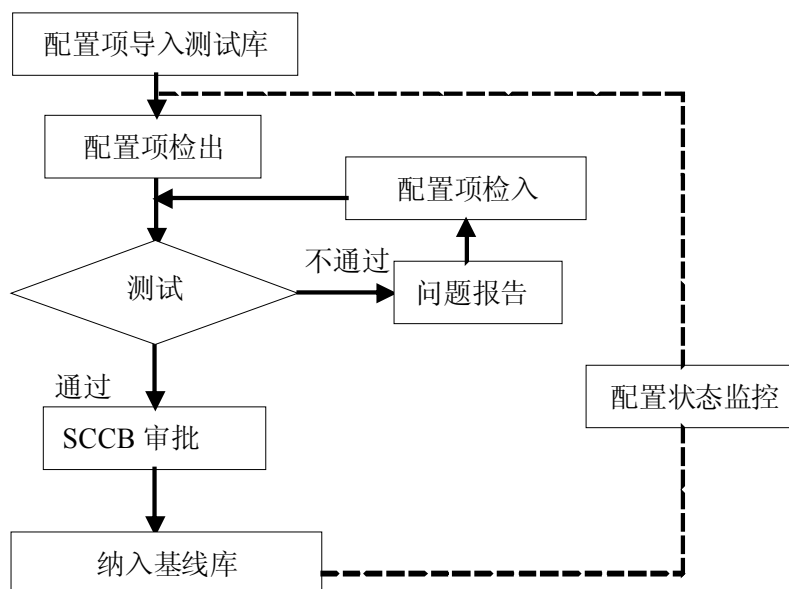 配置项导入测试库
配置项检出
配置项检入
不通过
测试
问题报告
通过
配置状态监控
SCCB 审批
纳入基线库